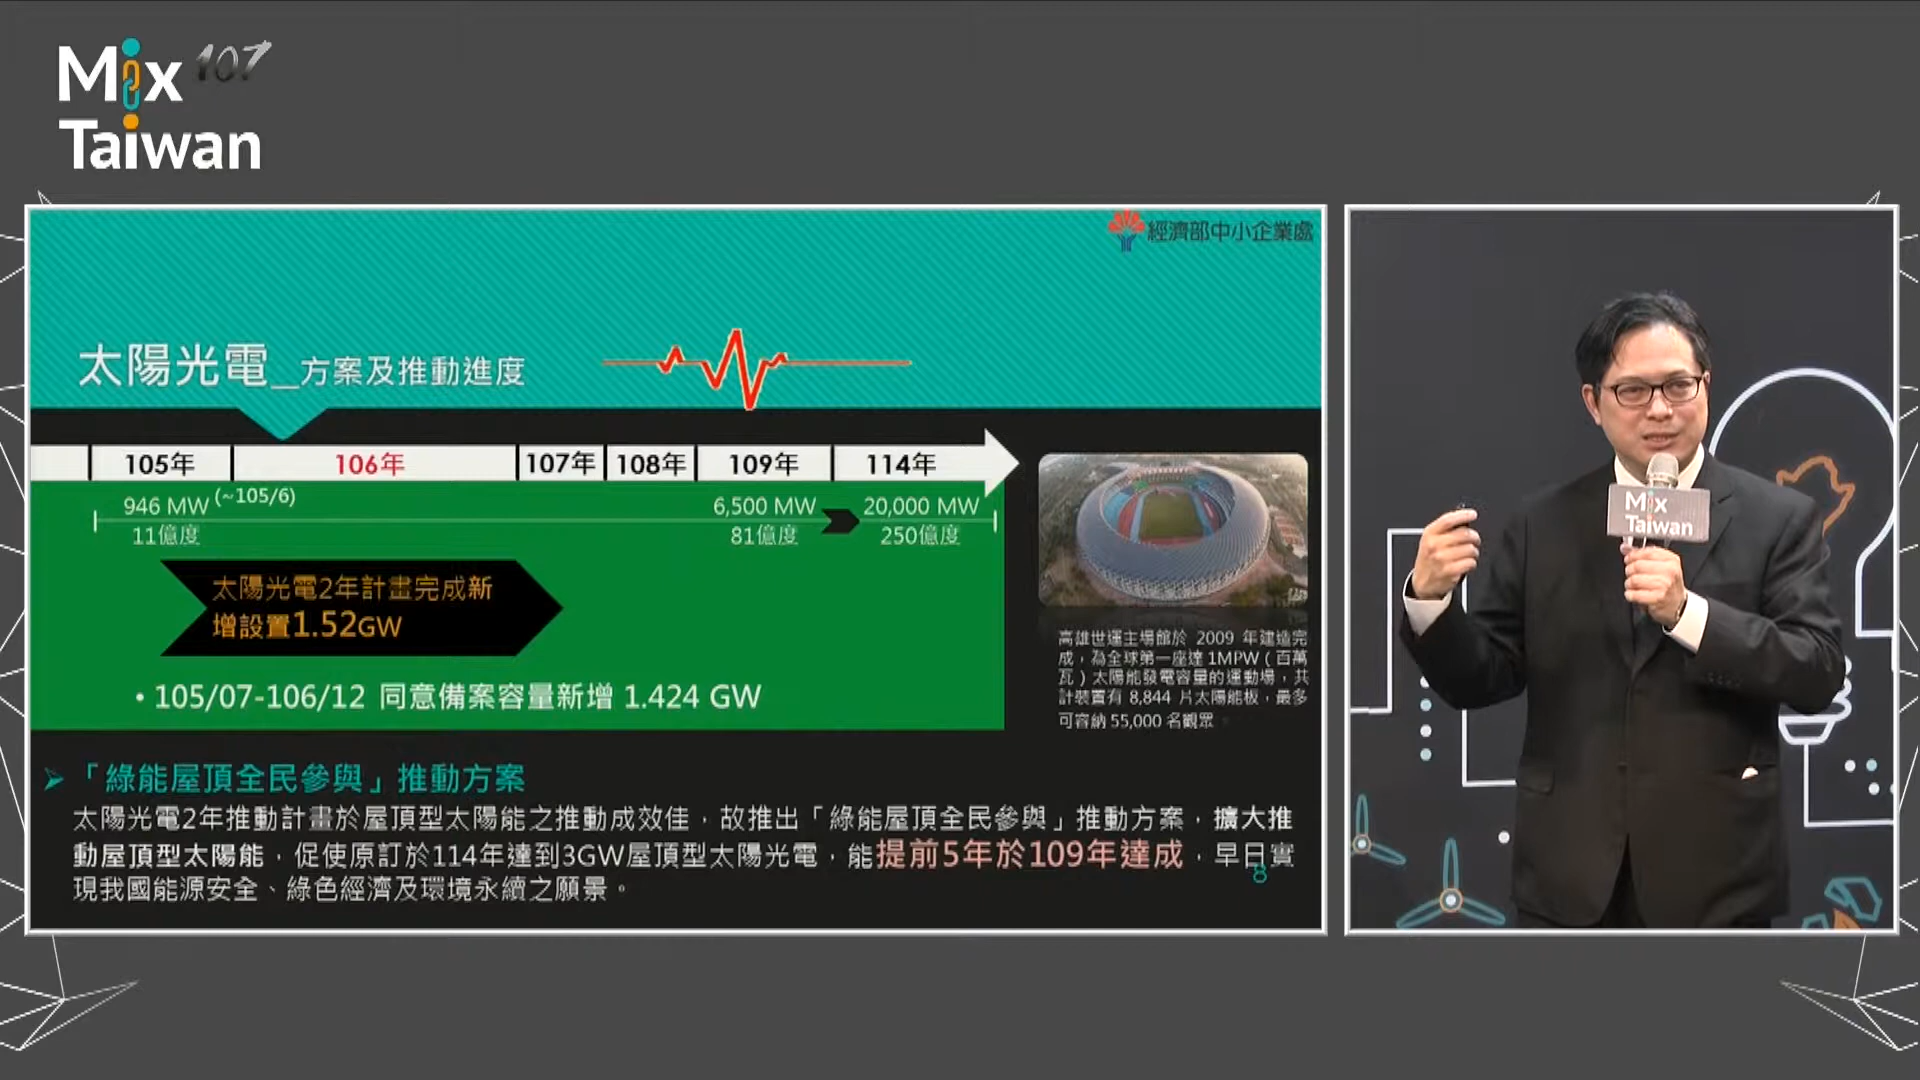 Mix 107
Taiwan
經濟部中小企業處
太陽光電_方案及推動進度
105年 106年 107年 108年 109年 114年
946 MW (~105/6) 6,500 MW 20,000 MW
11億度 81億度 250億度
太陽光電2年計畫完成新
增設置1.52GW
• 105/07-106/12 同意備案容量新增 1.424 GW
高雄世運主場館於 2009 年建造完
成，為全球第一座達 1MPW（百萬
瓦）太陽能發電容量的運動場，共
計裝置有 8,844 片太陽能板，最多
可容納 55,000 名觀眾。
➢ 「綠能屋頂全民參與」推動方案
太陽光電2年推動計畫於屋頂型太陽能之推動成效佳，故推出「綠能屋頂全民參與」推動方案，擴大推
動屋頂型太陽能，促使原訂於114年達到3GW屋頂型太陽光電，能提前5年於109年達成，早日實
現我國能源安全、綠色經濟及環境永續之願景。
8
Mix
Taiwan